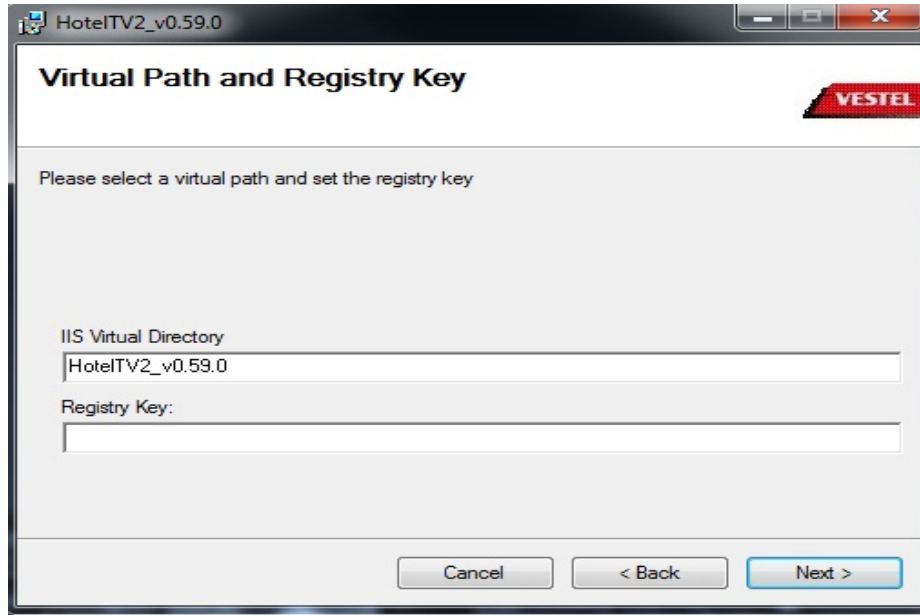 HotelTV2_v0.59.0
Virtual Path and Registry Key
VESTEL
Please select a virtual path and set the registry key
IIS Virtual Directory
HotelTV2_v0.59.0
Registry Key:
Cancel
< Back
Next >